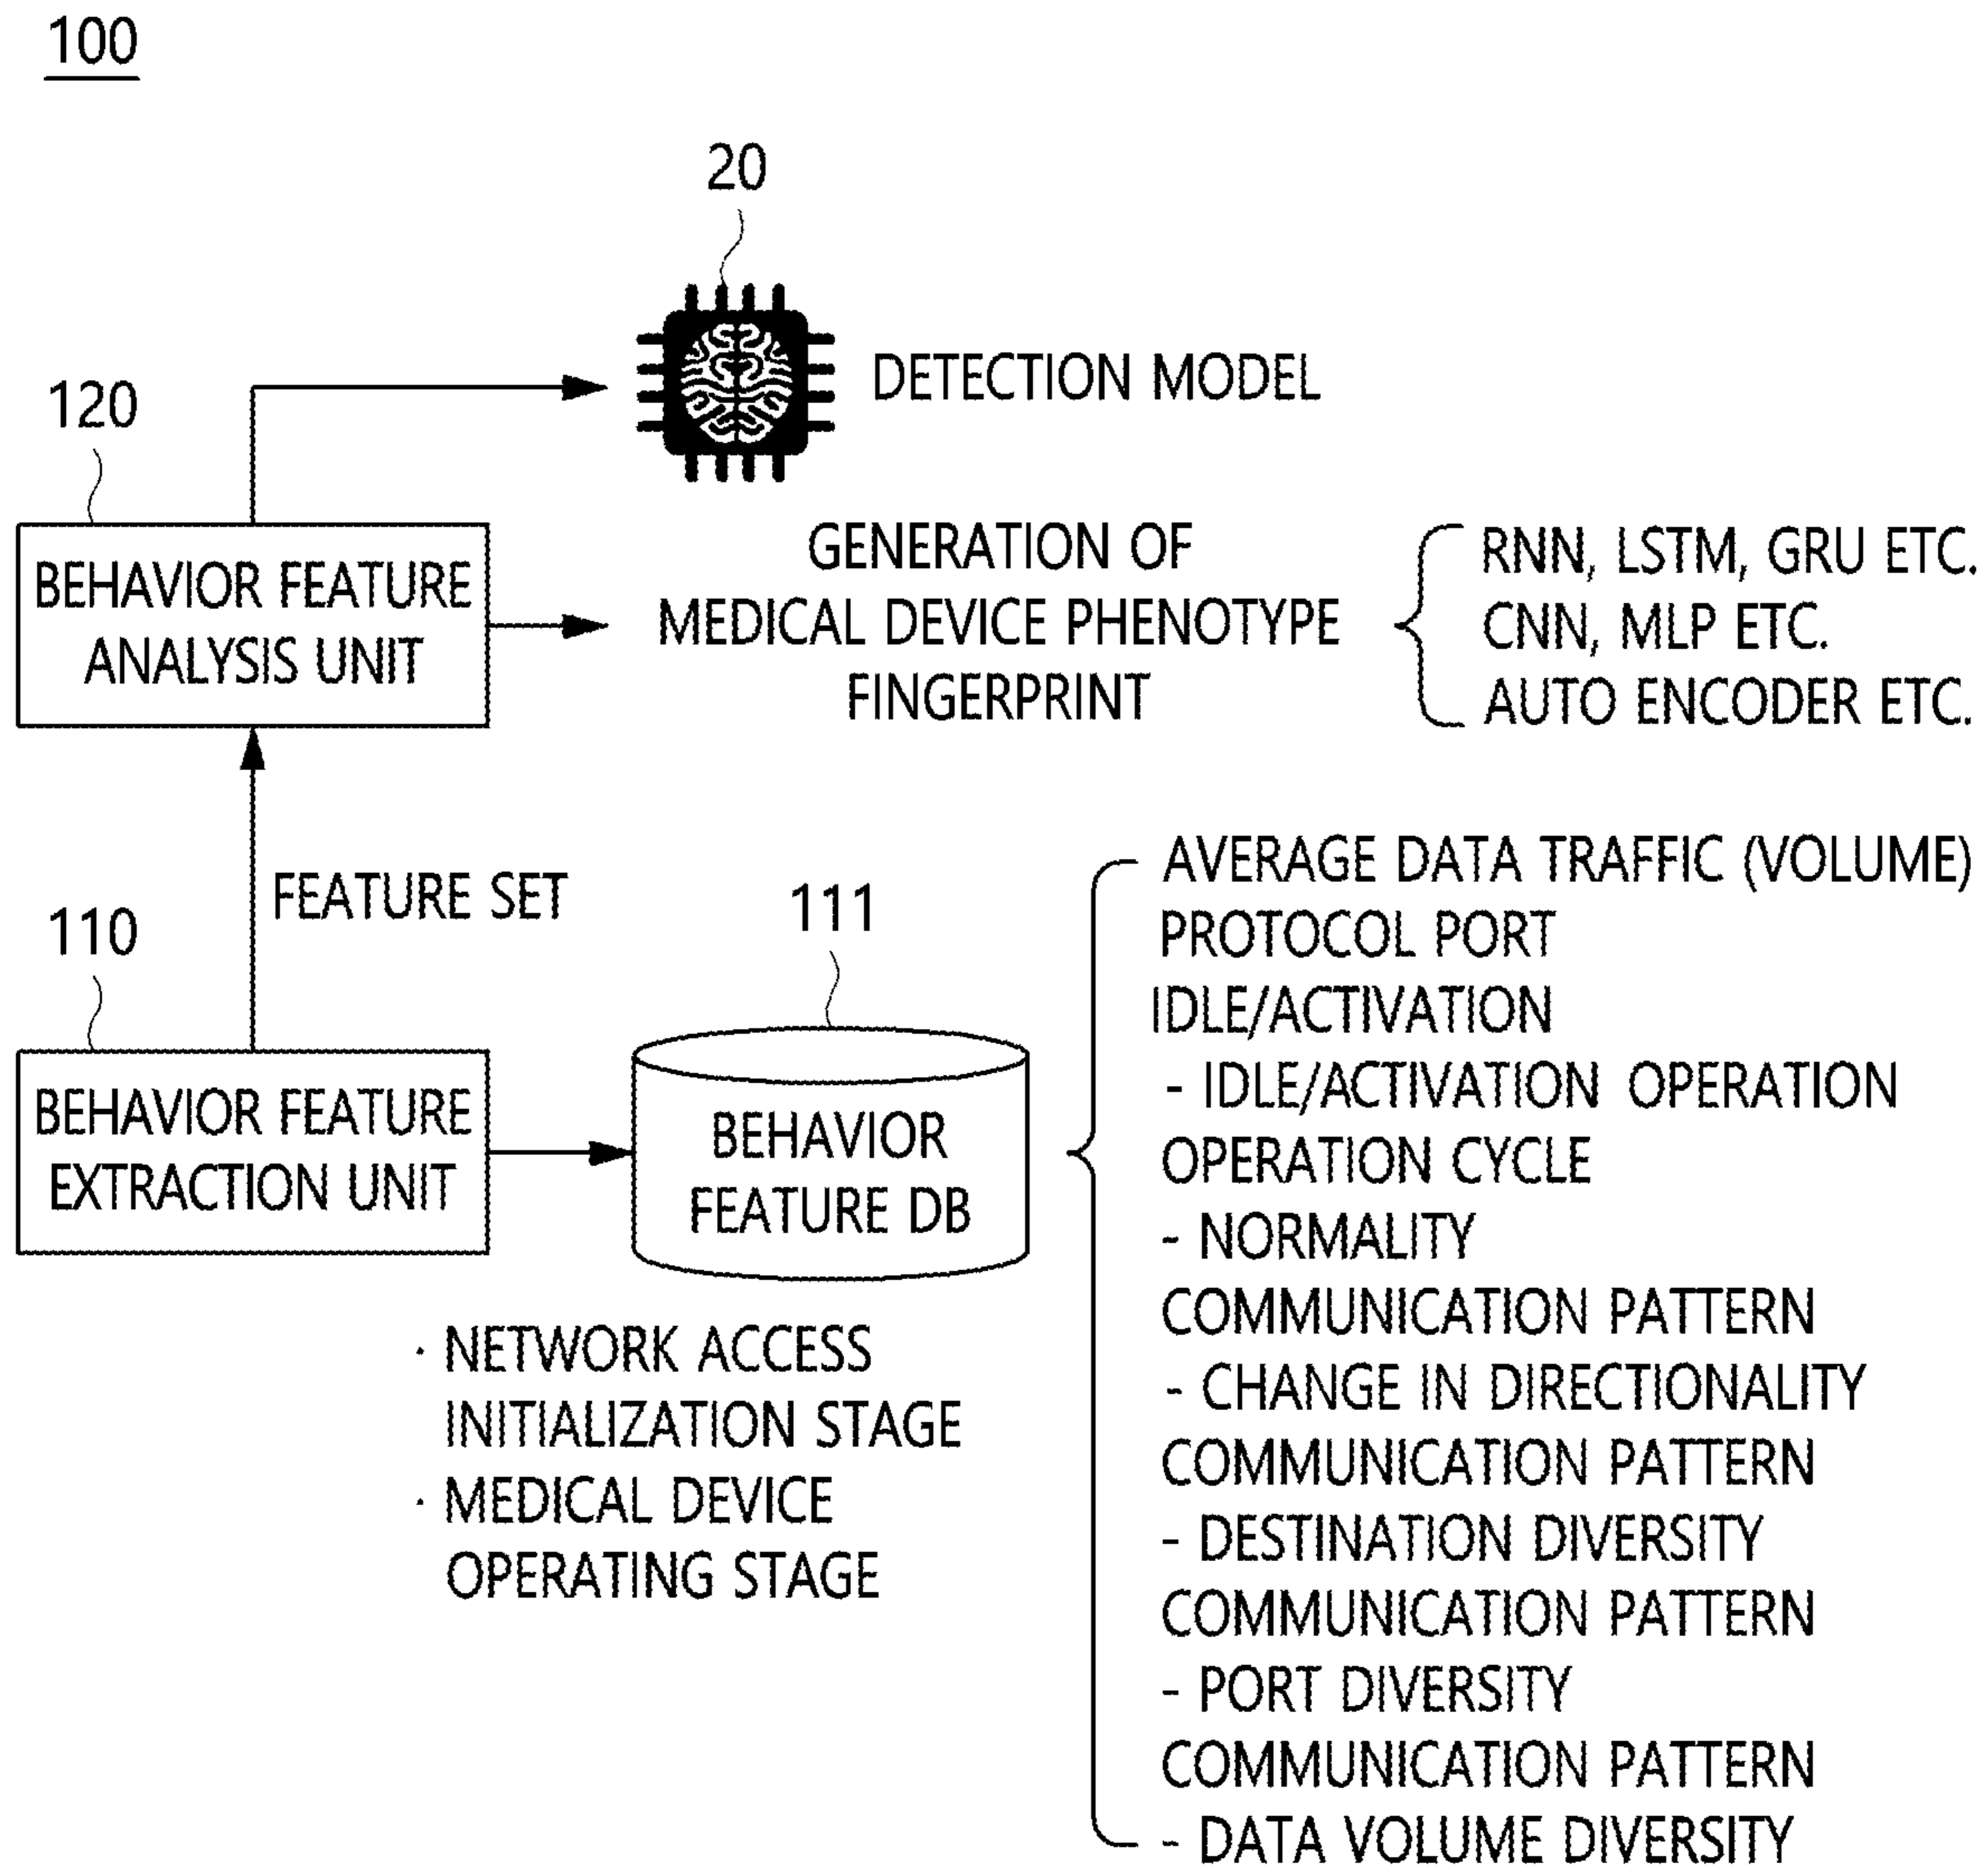 100
20
DETECTION MODEL
120
BEHAVIOR FEATURE
ANALYSIS UNIT
GENERATION OF
MEDICAL DEVICE PHENOTYPE
FINGERPRINT
RNN, LSTM, GRU ETC.
CNN, MLP ETC.
AUTO ENCODER ETC.
FEATURE SET
110
BEHAVIOR FEATURE
EXTRACTION UNIT
111
BEHAVIOR
FEATURE DB
· NETWORK ACCESS
INITIALIZATION STAGE
· MEDICAL DEVICE
OPERATING STAGE
AVERAGE DATA TRAFFIC (VOLUME)
PROTOCOL PORT
IDLE/ACTIVATION
- IDLE/ACTIVATION OPERATION
OPERATION CYCLE
- NORMALITY
COMMUNICATION PATTERN
- CHANGE IN DIRECTIONALITY
COMMUNICATION PATTERN
- DESTINATION DIVERSITY
COMMUNICATION PATTERN
- PORT DIVERSITY
COMMUNICATION PATTERN
- DATA VOLUME DIVERSITY